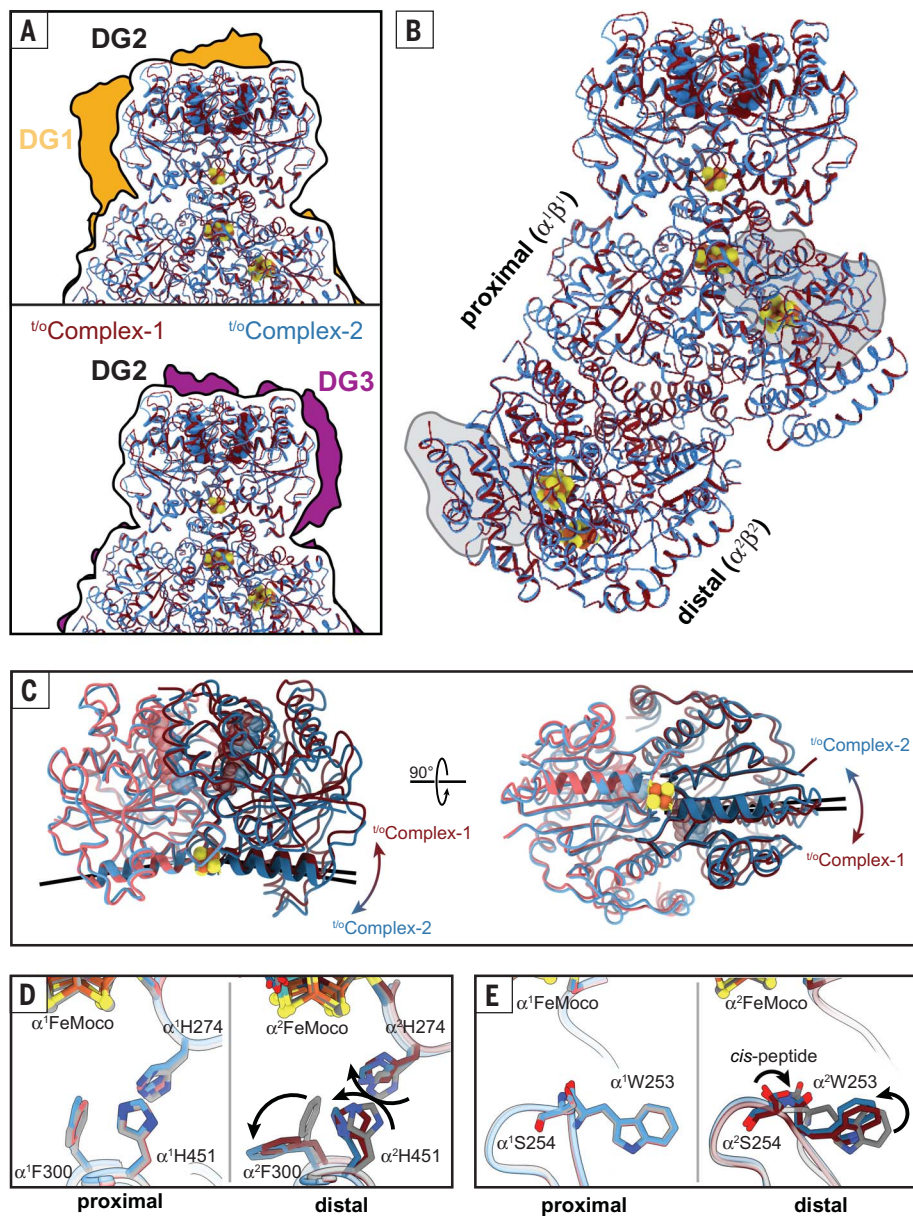 A
DG2
DG1
t/oComplex-1
t/oComplex-2
DG2
DG3
B
proximal (α¹β¹)
distal (α²β²)
C
t/oComplex-1
t/oComplex-2
90°
t/oComplex-2
t/oComplex-1
D
α¹FeMoco
α¹H274
α¹F300
α¹H451
proximal
α²FeMoco
α²H274
α²F300
α²H451
distal
E
α¹FeMoco
α¹W253
α¹S254
proximal
α²FeMoco
cis-peptide
α²W253
α²S254
distal